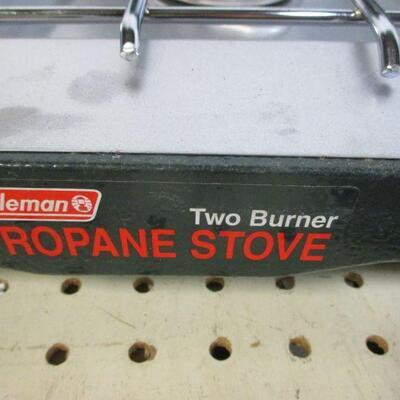 leman
Two Burner
ROPANE STOVE